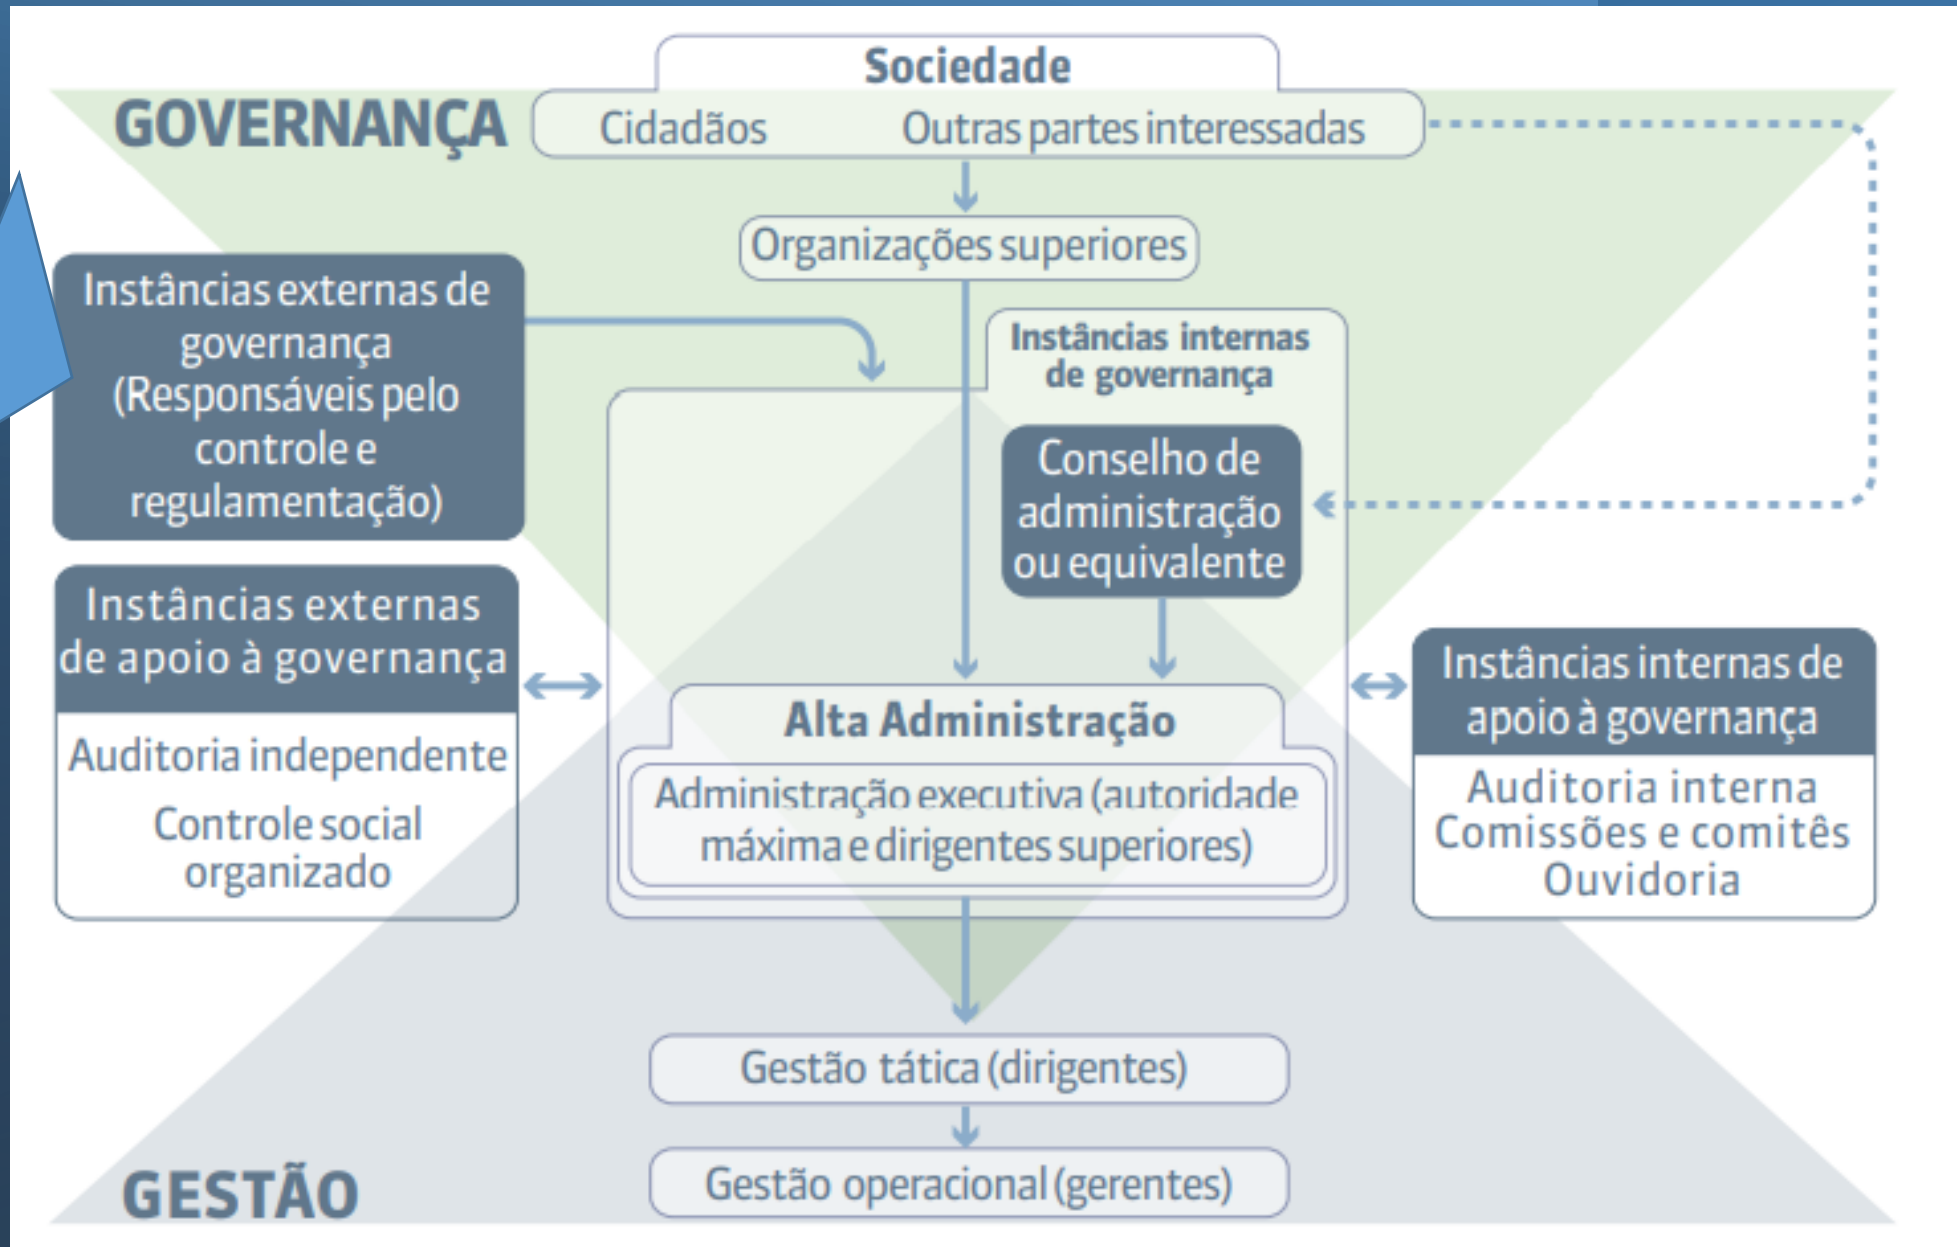 Sociedade
GOVERNANÇA
Cidadãos Outras partes interessadas
Organizações superiores
Instâncias externas de
governança
(Responsáveis pelo
controle e
regulamentação)
Instâncias internas
de governança
Conselho de
administração
ou equivalente
Instâncias externas
de apoio à governança
Auditoria independente
Controle social
organizado
Alta Administração
Administração executiva (autoridade
máxima e dirigentes superiores)
Instâncias internas de
apoio à governança
Auditoria interna
Comissões e comitês
Ouvidoria
Gestão tática (dirigentes)
Gestão operacional (gerentes)
GESTÃO